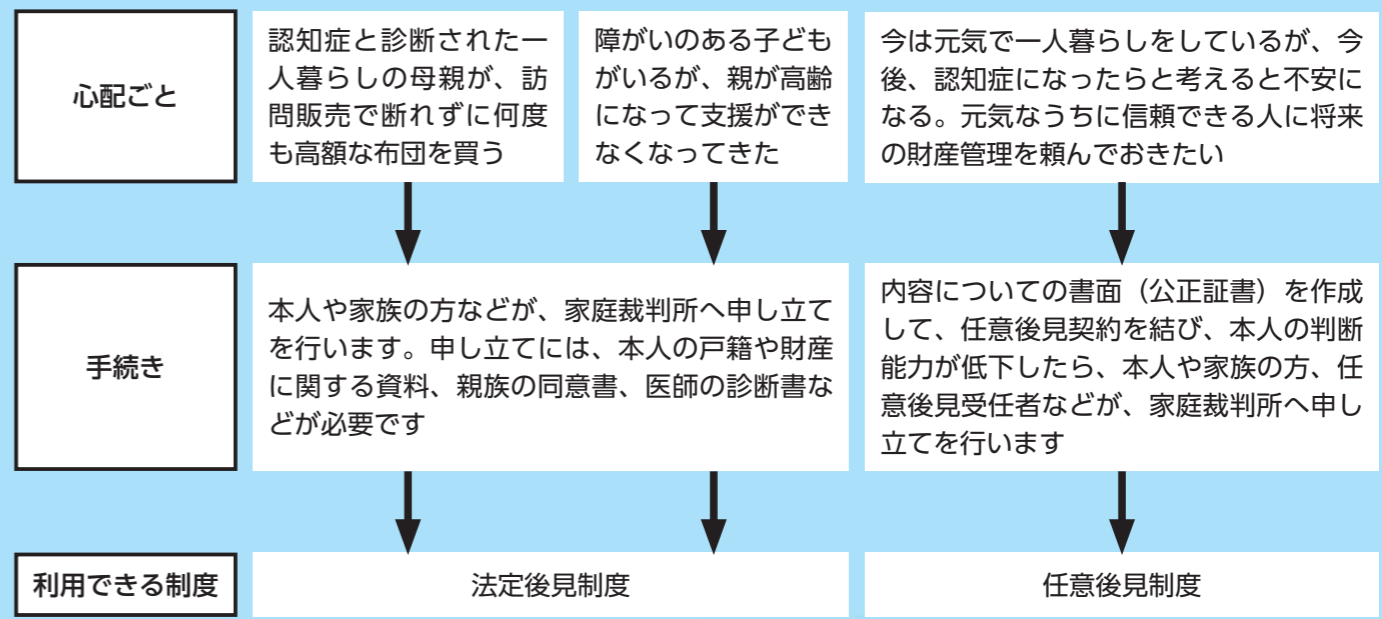 心配ごと
認知症と診断された一
人暮らしの母親が、訪
問販売で断れずに何度
も高額な布団を買う
障がいのある子ども
がいるが、親が高齢
になって支援ができ
なくなってきた
今は元気で一人暮らしをしているが、今
後、認知症になったらと考えると不安に
なる。元気なうちに信頼できる人に将来
の財産管理を頼んでおきたい
手続き
本人や家族の方などが、家庭裁判所へ申し立て
を行います。申し立てには、本人の戸籍や財産
に関する資料、親族の同意書、医師の診断書な
どが必要です
内容についての書面（公正証書）を作成
して、任意後見契約を結び、本人の判断
能力が低下したら、本人や家族の方、任
意後見受任者などが、家庭裁判所へ申し
立てを行います
利用できる制度
法定後見制度
任意後見制度